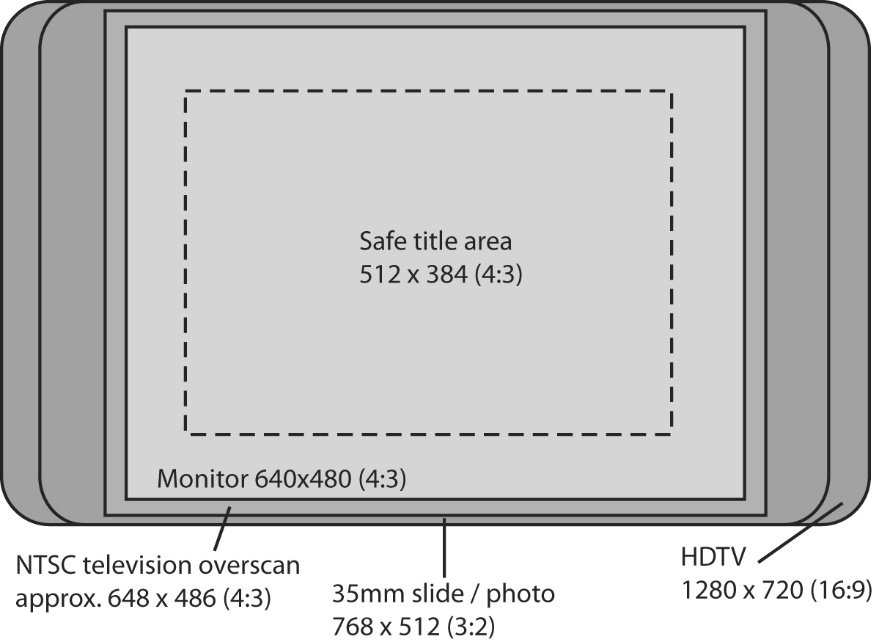 Safe title area
512 x 384 (4:3)
Monitor 640x480 (4:3)
NTSC television overscan
approx. 648 x 486 (4:3)
35mm slide / photo
768 x 512 (3:2)
HDTV
1280 x 720 (16:9)